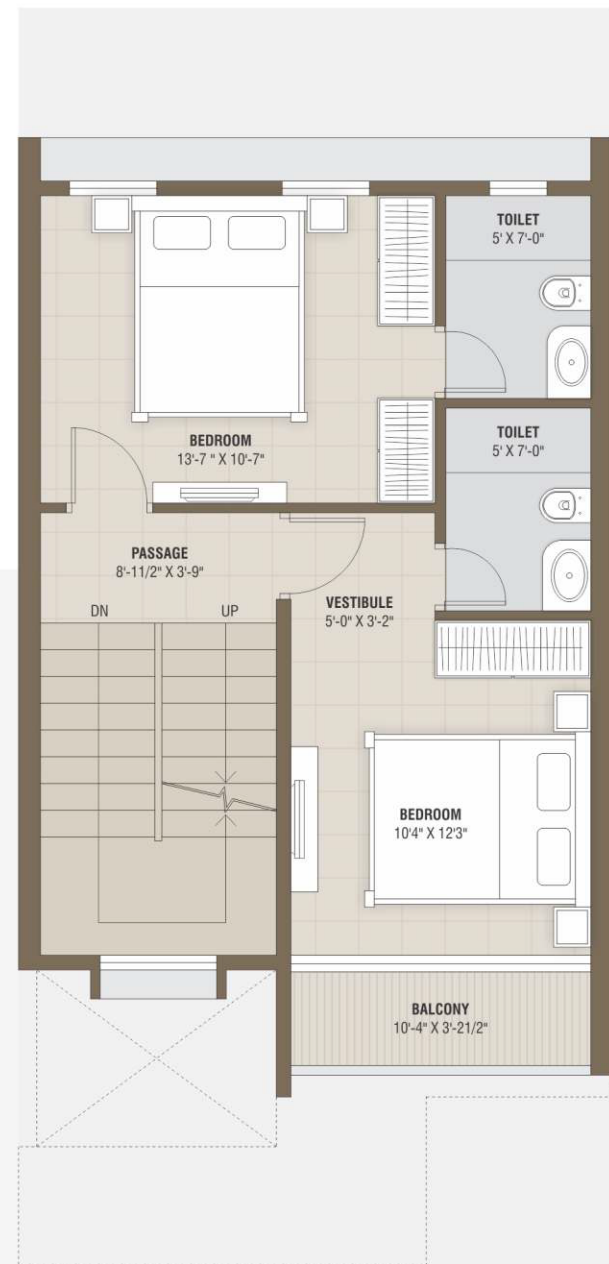 TOILET
5' X 7'-0"
BEDROOM
13'-7 " X 10'-7"
TOILET
5' X 7'-0"
PASSAGE
8'-11/2" X 3'-9"
DN
UP
VESTIBULE
5'-0" X 3'-2"
BEDROOM
10'4" X 12'3"
BALCONY
10'-4" X 3'-21/2"